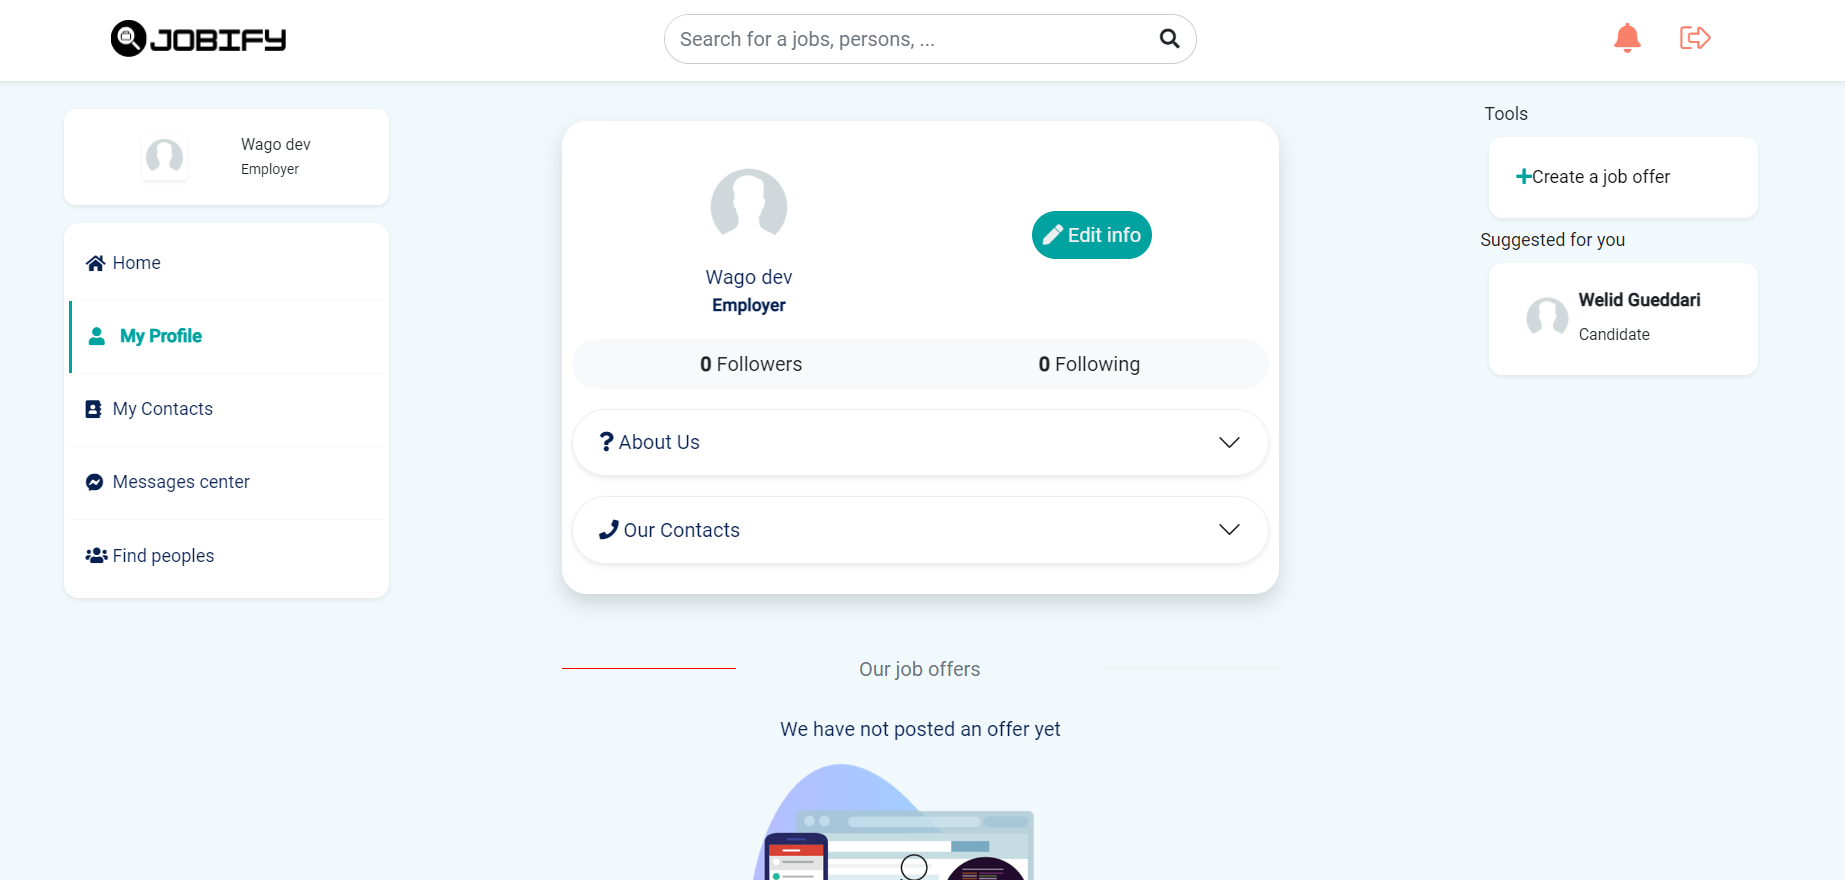 JOBIFY
Search for a jobs, persons, ...
Wago dev
Employer
Home
My Profile
My Contacts
Messages center
Find peoples
Wago dev
Employer
Edit info
0 Followers
0 Following
? About Us
Our Contacts
Our job offers
We have not posted an offer yet
Tools
+Create a job offer
Suggested for you
Welid Gueddari
Candidate